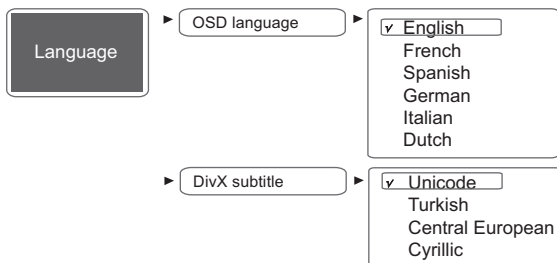 Language
OSD language
English
French
Spanish
German
Italian
Dutch
DivX subtitle
Unicode
Turkish
Central European
Cyrillic